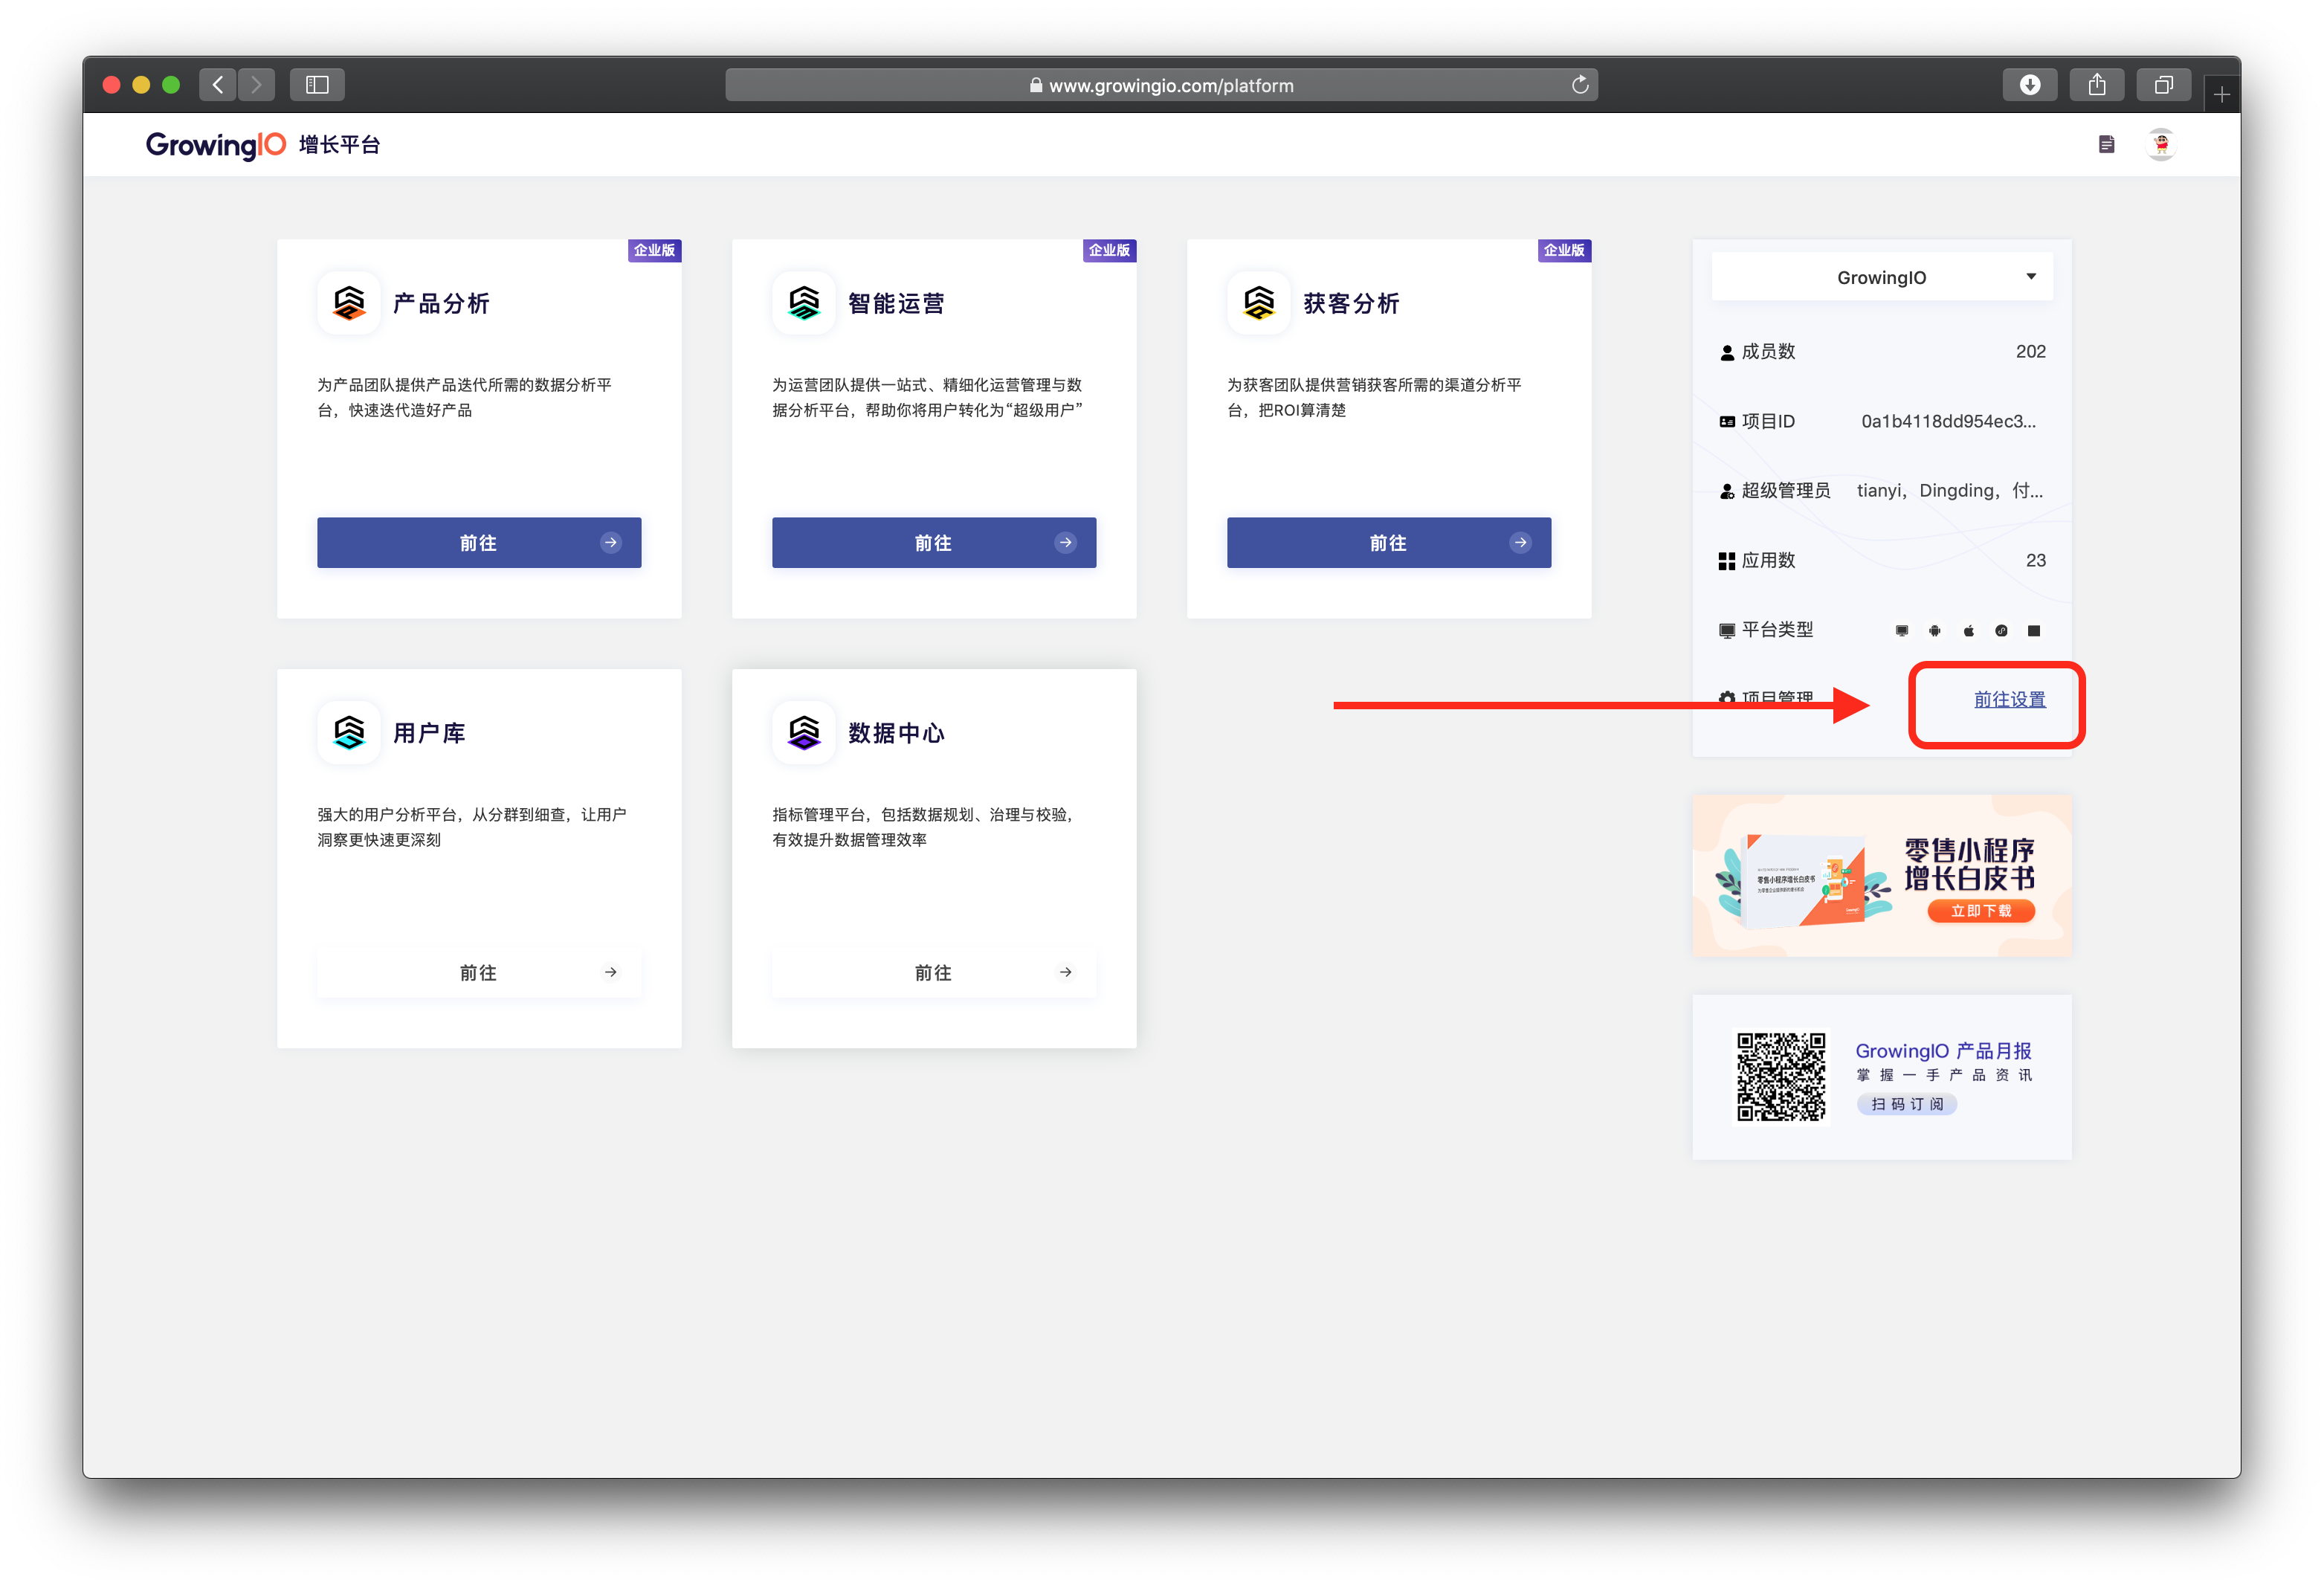 www.growingio.com/platform
GrowingIO 增长平台
企业版
产品分析
为产品团队提供产品迭代所需的数据分析平
台，快速迭代造好产品
前往
企业版
智能运营
为运营团队提供一站式、精细化运营管理与数
据分析平台，帮助你将用户转化为“超级用户”
前往
企业版
获客分析
为获客团队提供营销获客所需的渠道分析平
台，把ROI算清楚
前往
用户库
强大的用户分析平台，从分群到细查，让用户
洞察更快速更深刻
前往
数据中心
指标管理平台，包括数据规划、治理与校验，
有效提升数据管理效率
前往
GrowingIO
成员数 202
项目ID 0a1b4118dd954ec3...
超级管理员 tianyi，Dingding，付...
应用数 23
平台类型
项目管理 前往设置
零售小程序增长白皮书
零售小程序
增长白皮书
立即下载
GrowingIO 产品月报
掌握一手产品资讯
扫码订阅